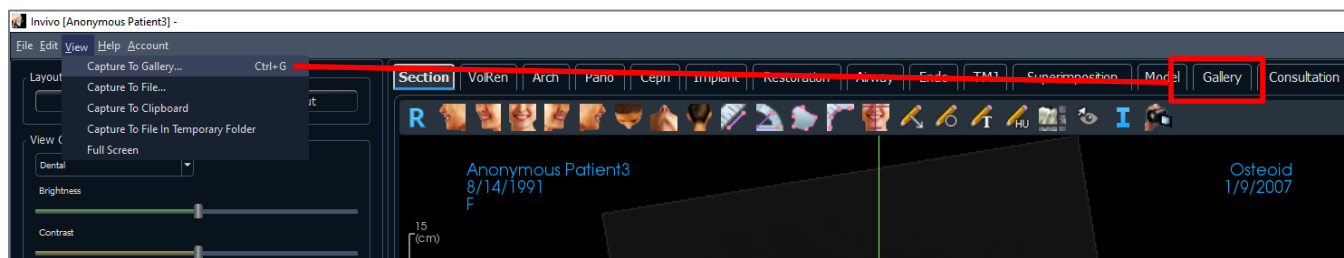 Invivo [Anonymous Patient3] -
File Edit View Help Account
Capture To Gallery... Ctrl+G
Capture To File...
Capture To Clipboard
Capture To File In Temporary Folder
Full Screen
Layout
View
Dental
Brightness
Contrast
Section VolRen Arch Pano Ceph Implant Restoration Airway Endo TMJ Superimposition Model Gallery Consultation
R T HU I
Anonymous Patient3
8/14/1991
F
Osteoid
1/9/2007
15
(cm)